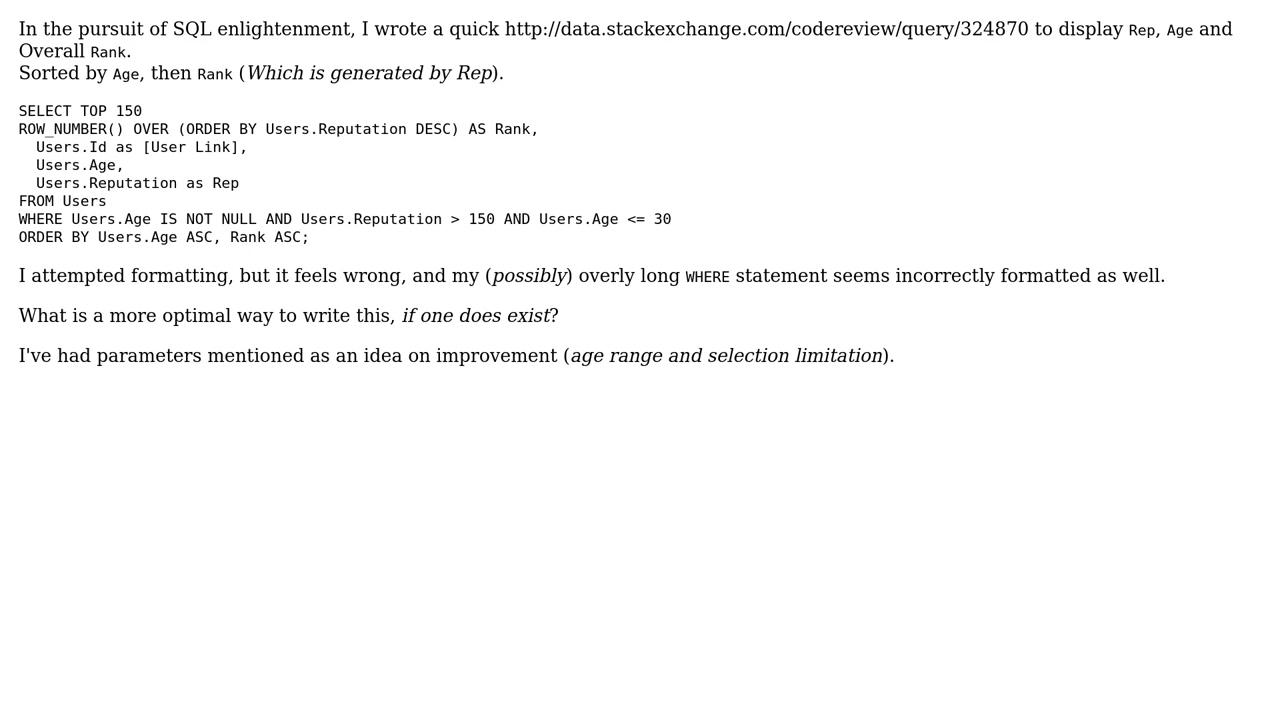 In the pursuit of SQL enlightenment, I wrote a quick http://data.stackexchange.com/codereview/query/324870 to display Rep, Age and
Overall Rank.
Sorted by Age, then Rank (Which is generated by Rep).
SELECT TOP 150
ROW_NUMBER() OVER (ORDER BY Users.Reputation DESC) AS Rank,
  Users.Id as [User Link],
  Users.Age,
  Users.Reputation as Rep
FROM Users
WHERE Users.Age IS NOT NULL AND Users.Reputation > 150 AND Users.Age <= 30
ORDER BY Users.Age ASC, Rank ASC;
I attempted formatting, but it feels wrong, and my (possibly) overly long WHERE statement seems incorrectly formatted as well.
What is a more optimal way to write this, if one does exist?
I've had parameters mentioned as an idea on improvement (age range and selection limitation).